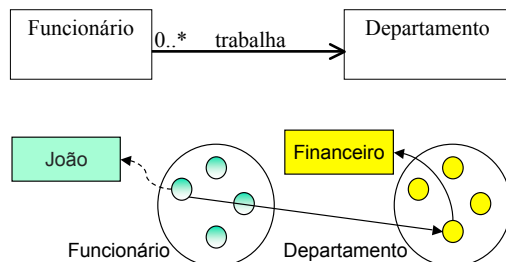 Funcionário
0..* trabalha
Departamento
João
Financeiro
Funcionário
Departamento